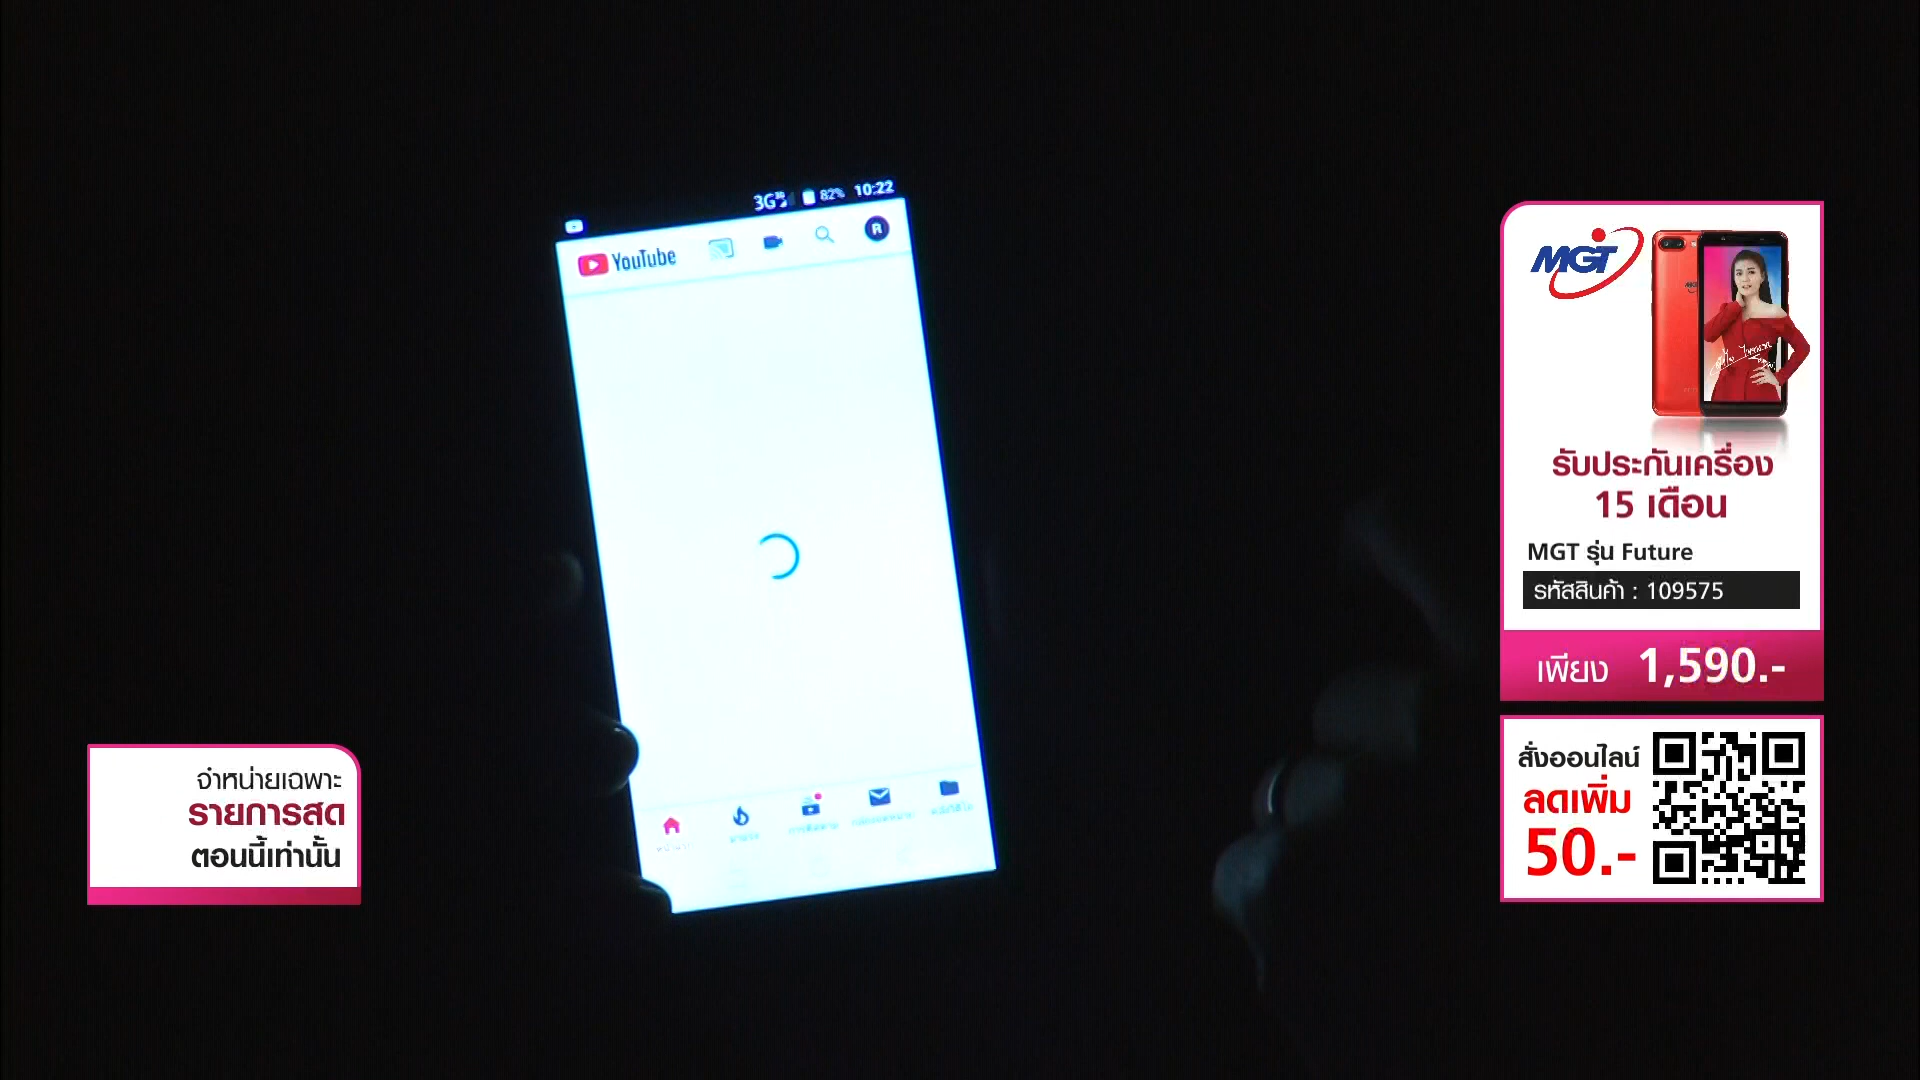 3G 82% 10:22
YouTube
R
MGT
รับประกันเครื่อง
15 เดือน
MGT รุ่น Future
รหัสสินค้า : 109575
เพียง 1,590.-
สั่งออนไลน์
ลดเพิ่ม
50.-
จำหน่ายเฉพาะ
รายการสด
ตอนนี้เท่านั้น